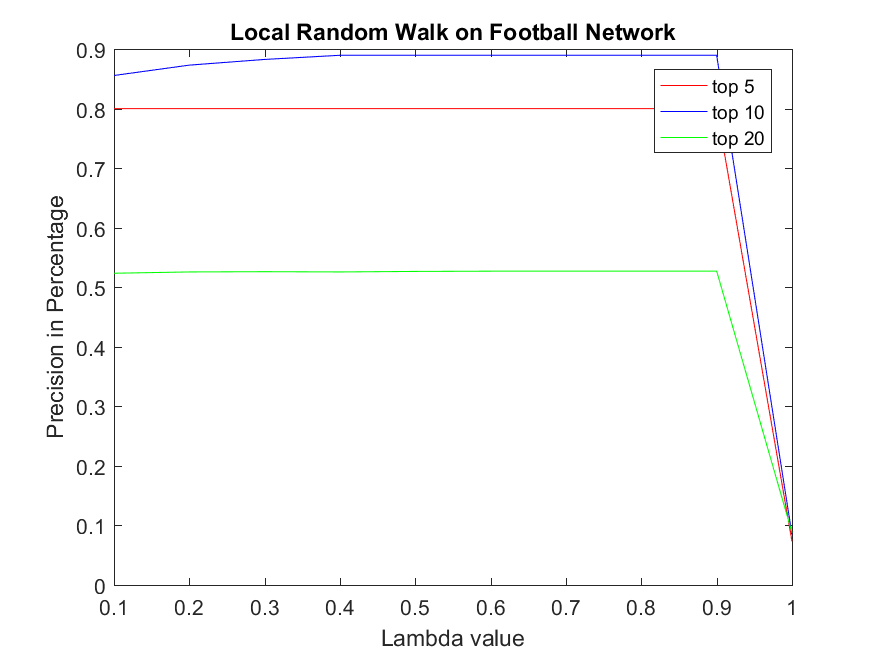 Local Random Walk on Football Network
0.9
0.8
0.7
0.6
0.5
0.4
0.3
0.2
0.1
0
Precision in Percentage
top 5
top 10
top 20
0.1 0.2 0.3 0.4 0.5 0.6 0.7 0.8 0.9 1
Lambda value